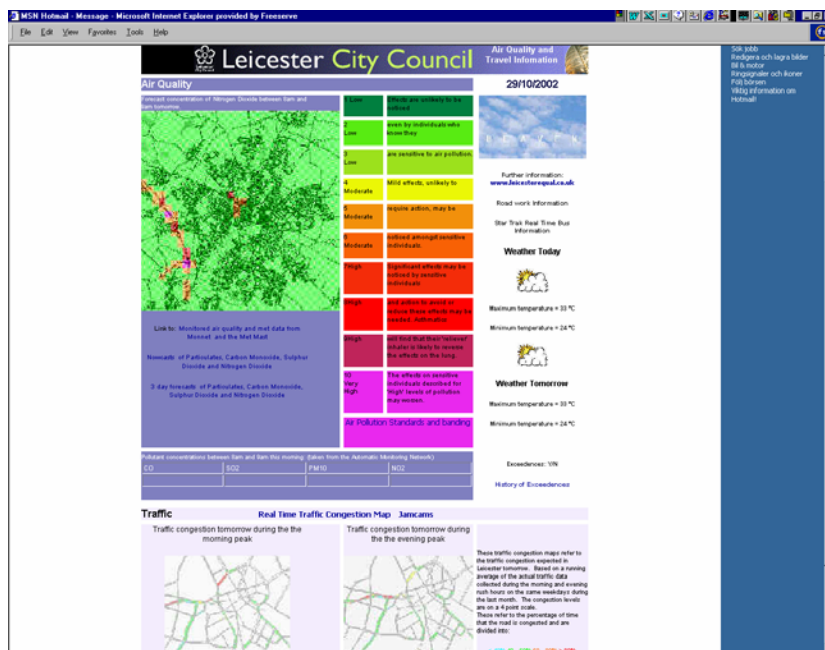 MSN Hotmail - Message - Microsoft Internet Explorer provided by Freeserve
File Edit View Favorites Tools Help
Leicester City Council
Air Quality and
Travel Infomation
Sök jobb
Redigera och lagra bilder
Bil & motor
Ringsignaler och ikoner
Följ börsen
Viktig information om
Hotmail!
Air Quality
29/10/2002
Forecast concentration of Nitrogen Dioxide between 8am and
9am tomorrow.
1 Low
Effects are unlikely to be
noticed
2
Low
even by individuals who
know they
3
Low
are sensitive to air pollution.
4
Moderate
Mild effects, unlikely to
5
Moderate
require action, may be
6
Moderate
noticed amongst sensitive
individuals
7High
Significant effects may be
noticed by sensitive
individuals
8High
and action to avoid or
reduce these effects may be
needed. Asthmatics
9High
will find that their 'reliever'
inhaler is likely to reverse
the effects on the lung.
10
Very
High
The effects on sensitive
individuals described for
'High' levels of pollution
may worsen.
Air Pollution Standards and banding
Link to: Monitored air quality and met data from
Monnet and the Met Mast
Nowcasts of Particulates, Carbon Monoxide, Sulphur
Dioxide and Nitrogen Dioxide
3 day forecasts of Particulates, Carbon Monoxide,
Sulphur Dioxide and Nitrogen Dioxide
Further information:
www.leicesterequal.co.uk
Road work Information
Star Trak Real Time Bus
Information
Weather Today
Maximum temperature = 33 °C
Minimum temperature = 24 °C
Weather Tomorrow
Maximum temperature = 33 °C
Minimum temperature = 24 °C
Exceedences: Y/N
History of Exceedences
Pollutant concentrations between 8am and 9am this morning: (taken from the Automatic Monitoring Network)
CO SO2 PM10 NO2
Traffic
Real Time Traffic Congestion Map Jamcams
Traffic congestion tomorrow during the the
morning peak
Traffic congestion tomorrow during
the the evening peak
These traffic congestion maps refer to
the traffic congestion expected in
Leicester tomorrow. Based on a running
average of the actual traffic data
collected during the morning and evening
rush hours on the same weekdays during
the last month. The congestion levels
are on a 4 point scale.
These refer to the percentage of time
that the road is congested and are
divided into: